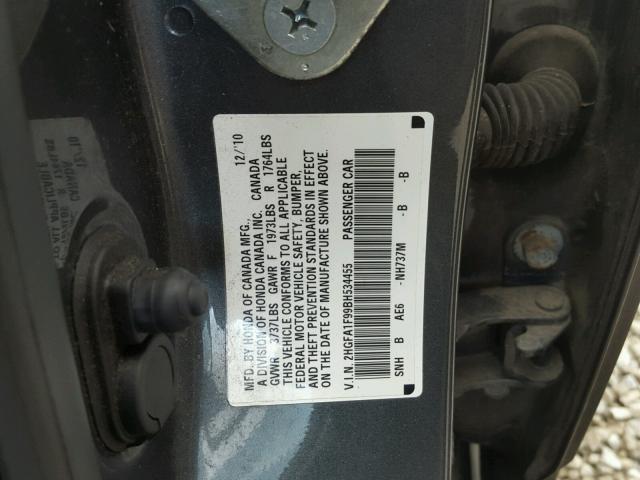 MFD. BY HONDA OF CANADA MFG., 12/'10
A DIVISION OF HONDA CANADA INC. CANADA
GVWR 3737LBS GAWR F 1973LBS R 1764LBS
THIS VEHICLE CONFORMS TO ALL APPLICABLE
FEDERAL MOTOR VEHICLE SAFETY, BUMPER,
AND THEFT PREVENTION STANDARDS IN EFFECT
ON THE DATE OF MANUFACTURE SHOWN ABOVE.
V.I.N. 2HGFA1F99BH534455 PASSENGER CAR
SNH B AE6 -NH737M -B -B